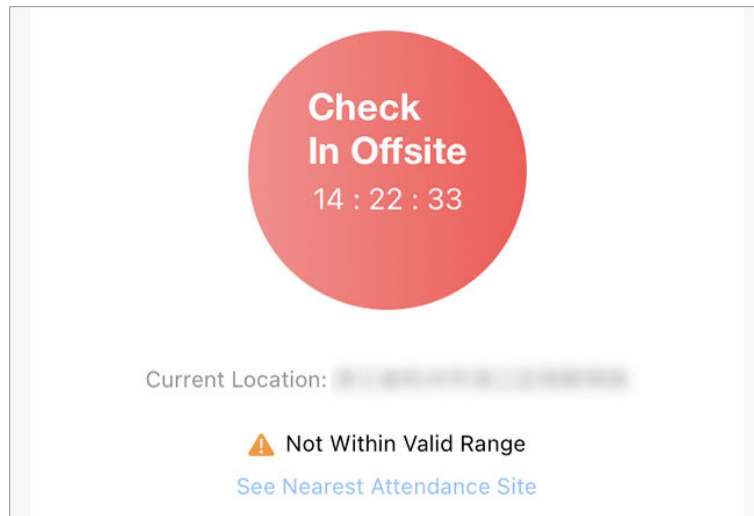 Check
In Offsite
14 : 22 : 33
Current Location:
Not Within Valid Range
See Nearest Attendance Site